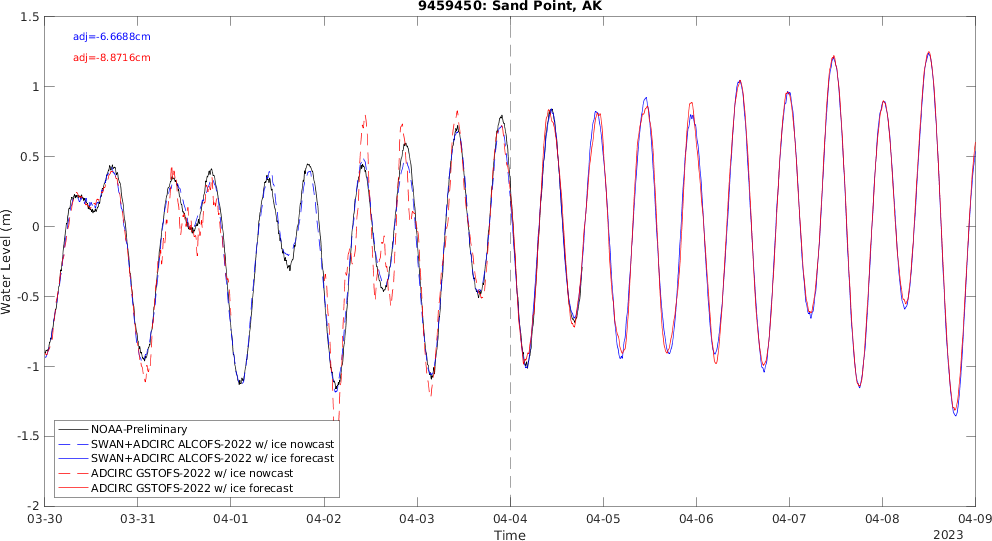 9459450: Sand Point, AK
adj=-6.6688cm
adj=-8.8716cm
1.5
1
0.5
0
-0.5
-1
-1.5
-2
Water Level (m)
NOAA-Preliminary
SWAN+ADCIRC ALCOFS-2022 w/ ice nowcast
SWAN+ADCIRC ALCOFS-2022 w/ ice forecast
ADCIRC GSTOFS-2022 w/ ice nowcast
ADCIRC GSTOFS-2022 w/ ice forecast
03-30 03-31 04-01 04-02 04-03 04-04 04-05 04-06 04-07 04-08 04-09
Time
2023